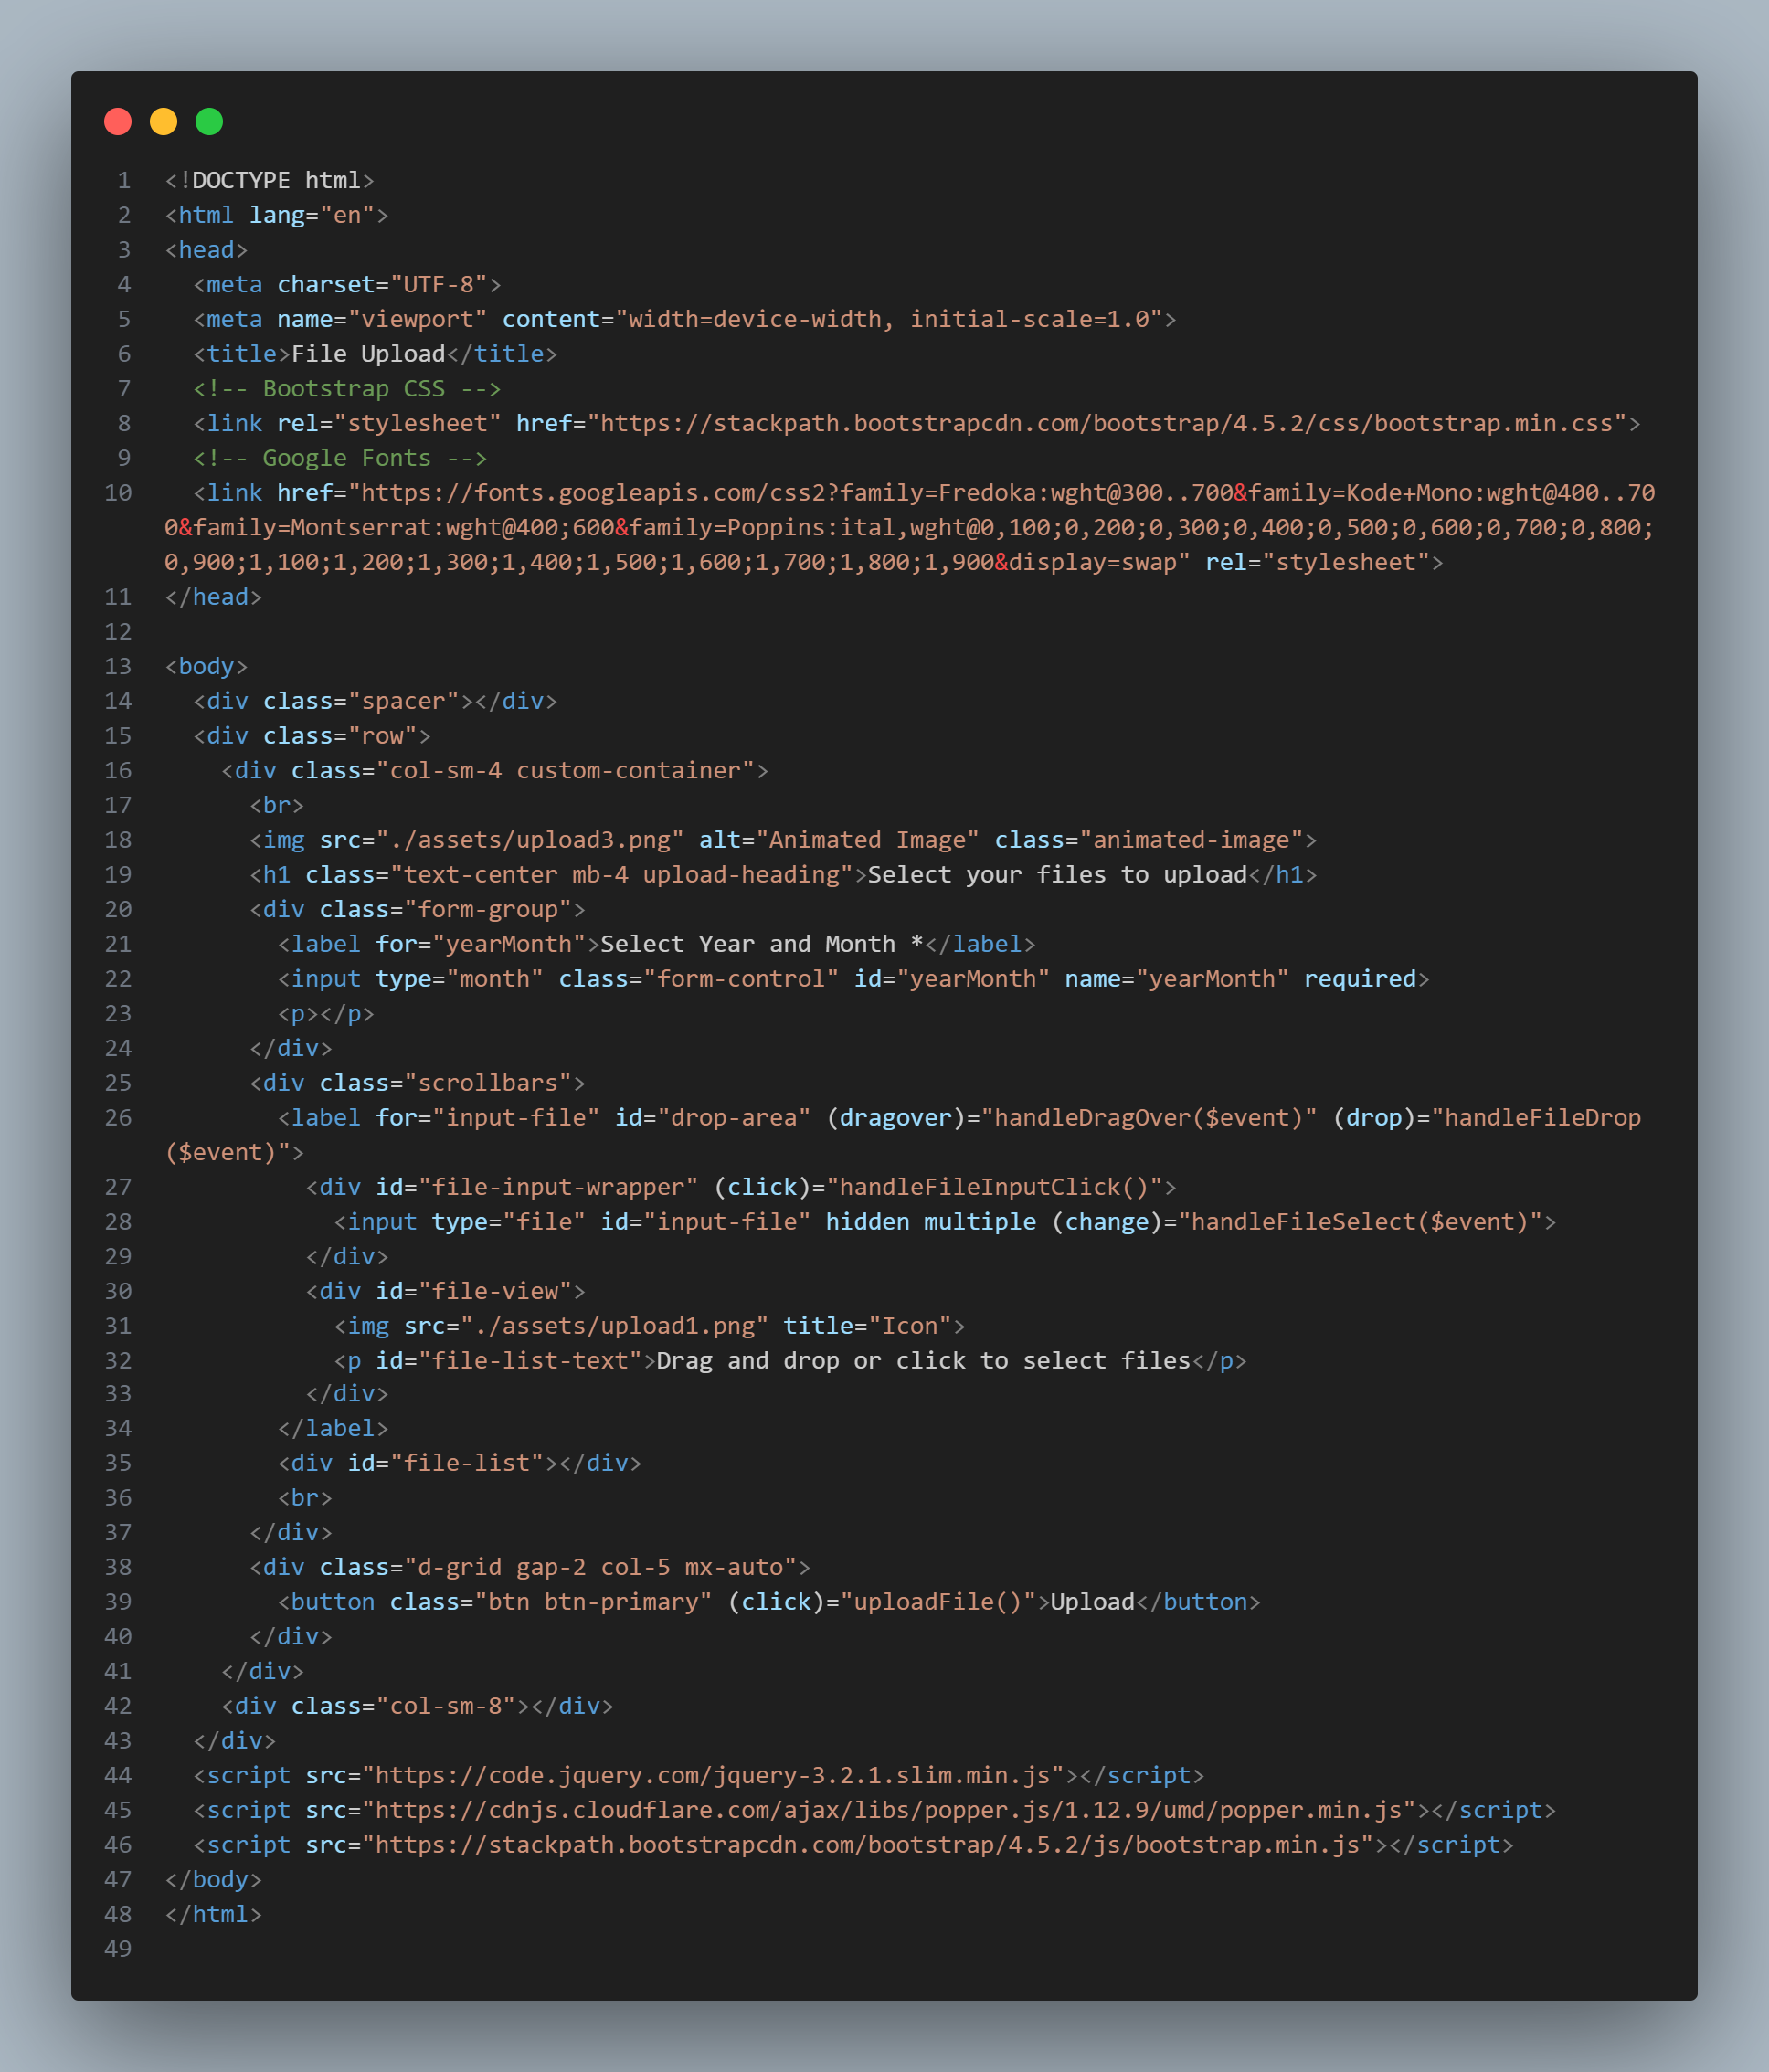 1 <!DOCTYPE html>
2 <html lang="en">
3 <head>
4   <meta charset="UTF-8">
5   <meta name="viewport" content="width=device-width, initial-scale=1.0">
6   <title>File Upload</title>
7   <!-- Bootstrap CSS -->
8   <link rel="stylesheet" href="https://stackpath.bootstrapcdn.com/bootstrap/4.5.2/css/bootstrap.min.css">
9   <!-- Google Fonts -->
10   <link href="https://fonts.googleapis.com/css2?family=Fredoka:wght@300..700&family=Kode+Mono:wght@400..70
0&family=Montserrat:wght@400;600&family=Poppins:ital,wght@0,100;0,200;0,300;0,400;0,500;0,600;0,700;0,800;
0,900;1,100;1,200;1,300;1,400;1,500;1,600;1,700;1,800;1,900&display=swap" rel="stylesheet">
11 </head>
12
13 <body>
14   <div class="spacer"></div>
15   <div class="row">
16     <div class="col-sm-4 custom-container">
17       <br>
18       <img src="./assets/upload3.png" alt="Animated Image" class="animated-image">
19       <h1 class="text-center mb-4 upload-heading">Select your files to upload</h1>
20       <div class="form-group">
21         <label for="yearMonth">Select Year and Month *</label>
22         <input type="month" class="form-control" id="yearMonth" name="yearMonth" required>
23         <p></p>
24       </div>
25       <div class="scrollbars">
26         <label for="input-file" id="drop-area" (dragover)="handleDragOver($event)" (drop)="handleFileDrop
($event)">
27           <div id="file-input-wrapper" (click)="handleFileInputClick()">
28             <input type="file" id="input-file" hidden multiple (change)="handleFileSelect($event)">
29           </div>
30           <div id="file-view">
31             <img src="./assets/upload1.png" title="Icon">
32             <p id="file-list-text">Drag and drop or click to select files</p>
33           </div>
34         </label>
35         <div id="file-list"></div>
36         <br>
37       </div>
38       <div class="d-grid gap-2 col-5 mx-auto">
39         <button class="btn btn-primary" (click)="uploadFile()">Upload</button>
40       </div>
41     </div>
42     <div class="col-sm-8"></div>
43   </div>
44   <script src="https://code.jquery.com/jquery-3.2.1.slim.min.js"></script>
45   <script src="https://cdnjs.cloudflare.com/ajax/libs/popper.js/1.12.9/umd/popper.min.js"></script>
46   <script src="https://stackpath.bootstrapcdn.com/bootstrap/4.5.2/js/bootstrap.min.js"></script>
47 </body>
48 </html>
49